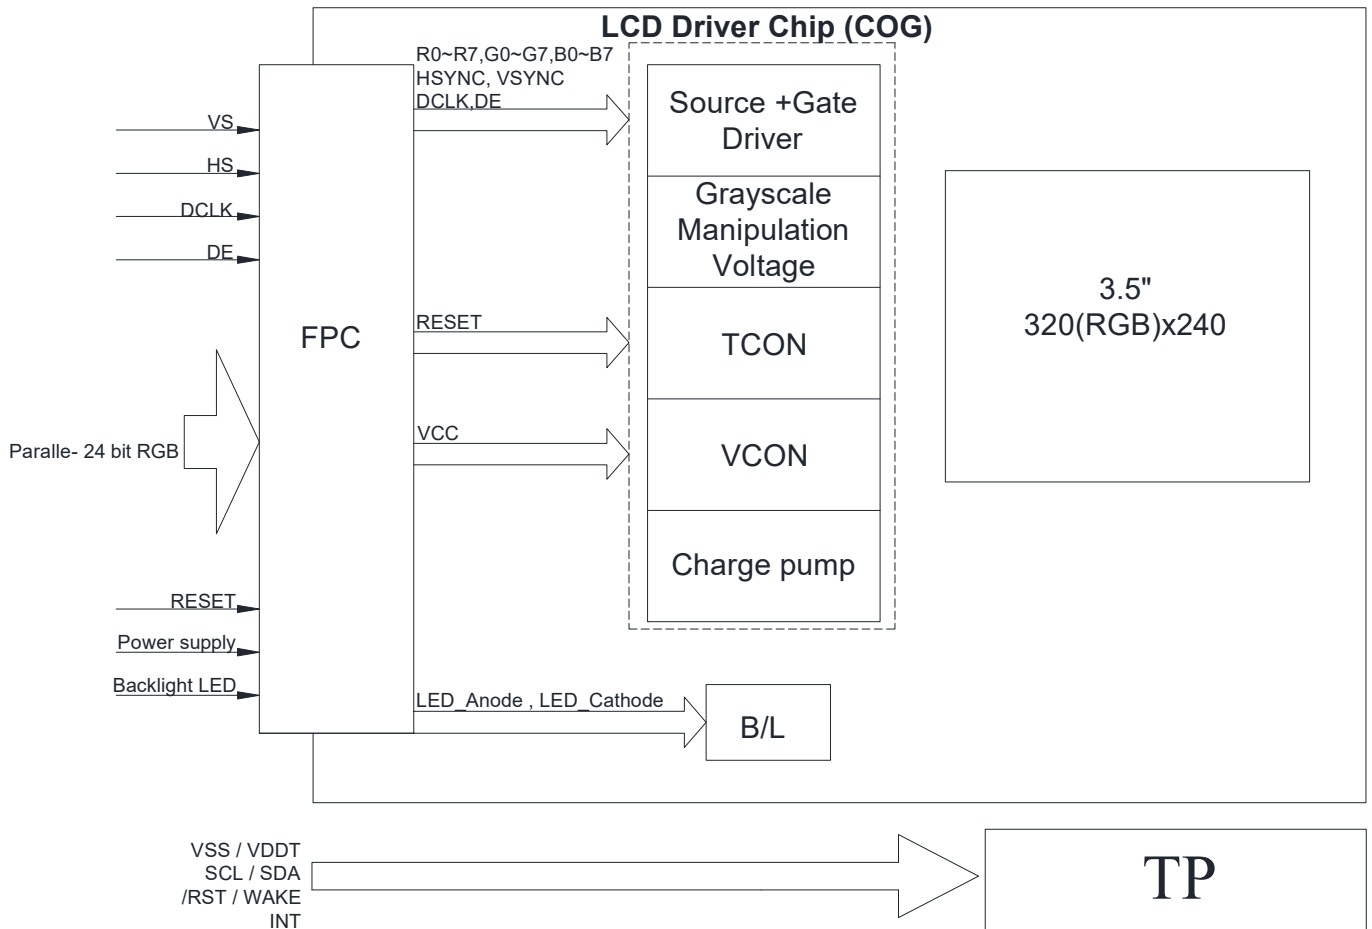 LCD Driver Chip (COG)
R0~R7,G0~G7,B0~B7
HSYNC, VSYNC
DCLK,DE
VS
HS
DCLK
DE
FPC
Paralle- 24 bit RGB
RESET
Power supply
Backlight LED
RESET
VCC
LED_Anode , LED_Cathode
Source +Gate
Driver
Grayscale
Manipulation
Voltage
TCON
VCON
Charge pump
B/L
3.5"
320(RGB)x240
VSS / VDDT
SCL / SDA
/RST / WAKE
INT
TP